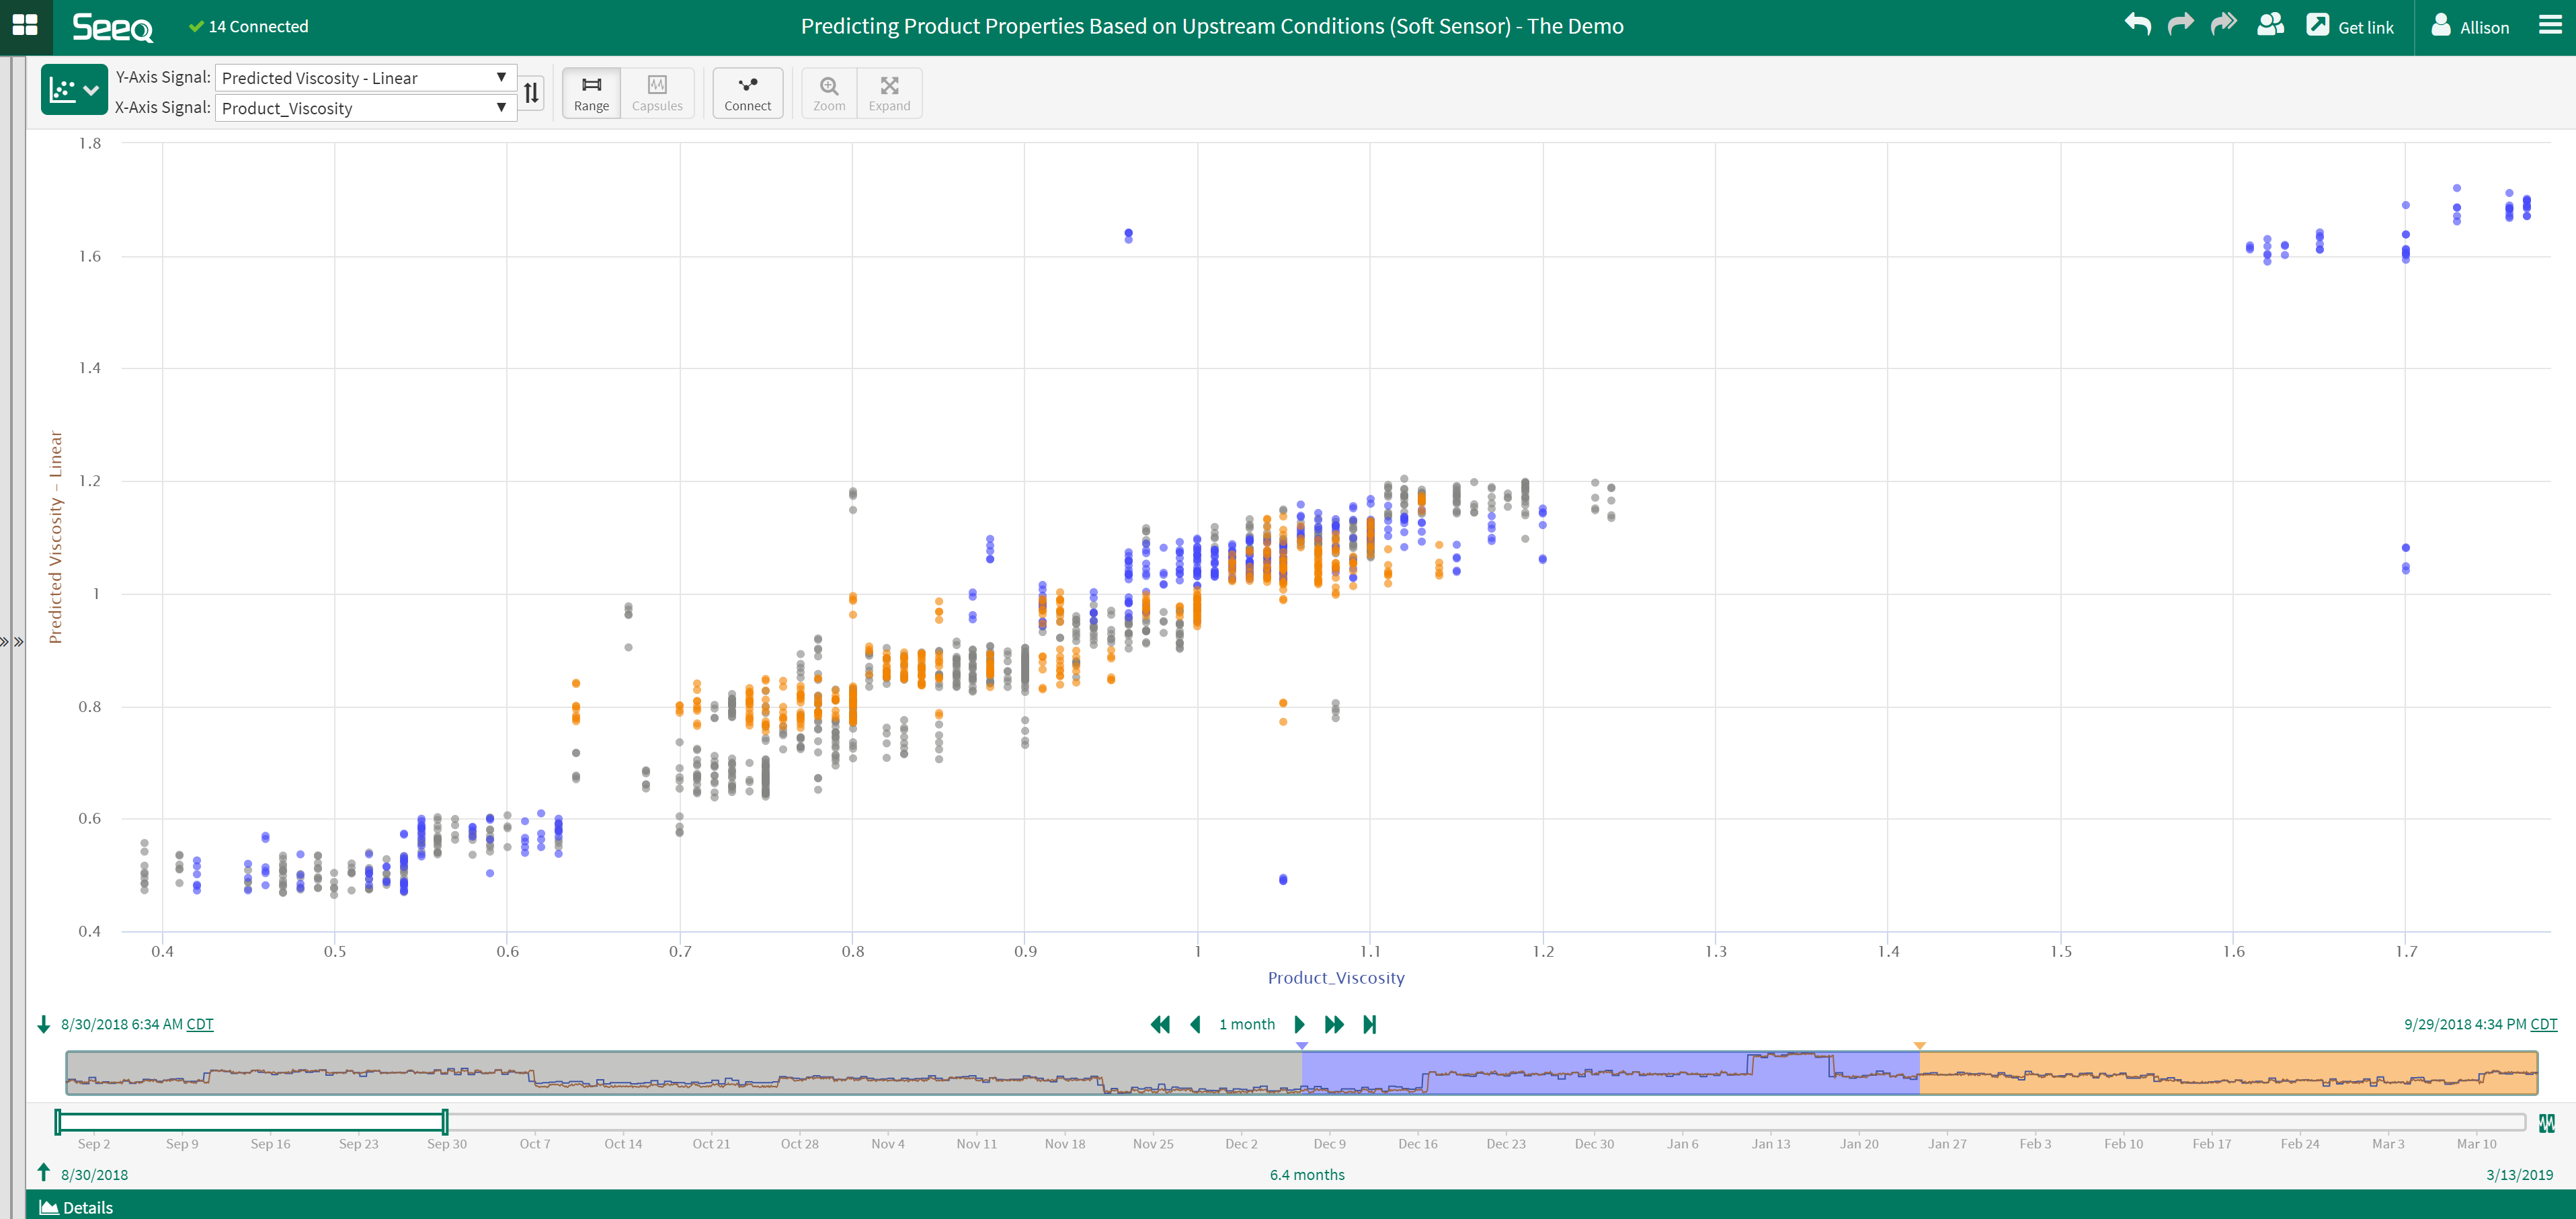 Seeq
14 Connected
Predicting Product Properties Based on Upstream Conditions (Soft Sensor) - The Demo
Get link
Allison
Y-Axis Signal: Predicted Viscosity - Linear
X-Axis Signal: Product_Viscosity
Range
Capsules
Connect
Zoom
Expand
1.8
1.6
1.4
1.2
1
0.8
0.6
0.4
Predicted Viscosity – Linear
0.4 0.5 0.6 0.7 0.8 0.9 1 1.1 1.2 1.3 1.4 1.5 1.6 1.7
Product_Viscosity
8/30/2018 6:34 AM CDT
1 month
9/29/2018 4:34 PM CDT
Sep 2 Sep 9 Sep 16 Sep 23 Sep 30 Oct 7 Oct 14 Oct 21 Oct 28 Nov 4 Nov 11 Nov 18 Nov 25 Dec 2 Dec 9 Dec 16 Dec 23 Dec 30 Jan 6 Jan 13 Jan 20 Jan 27 Feb 3 Feb 10 Feb 17 Feb 24 Mar 3 Mar 10
8/30/2018
6.4 months
3/13/2019
Details